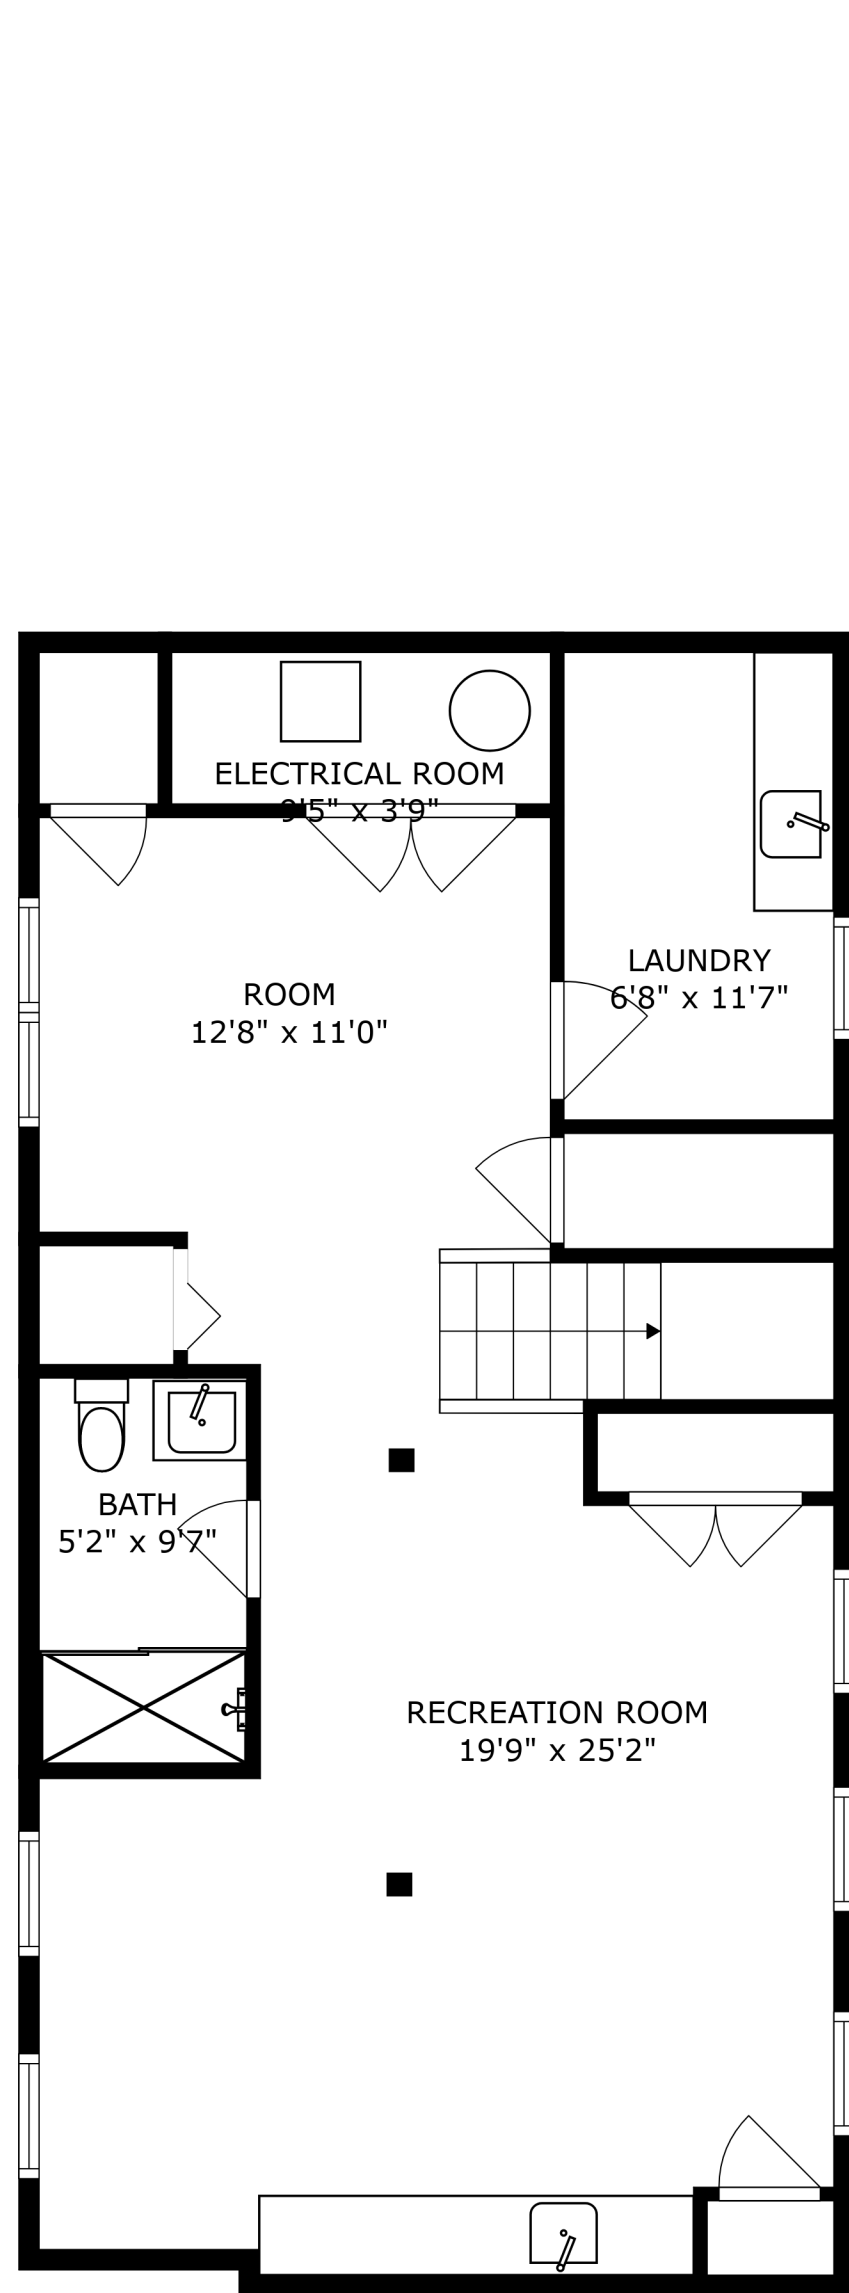 ELECTRICAL ROOM
9'5" x 3'9"
LAUNDRY
6'8" x 11'7"
ROOM
12'8" x 11'0"
BATH
5'2" x 9'7"
RECREATION ROOM
19'9" x 25'2"